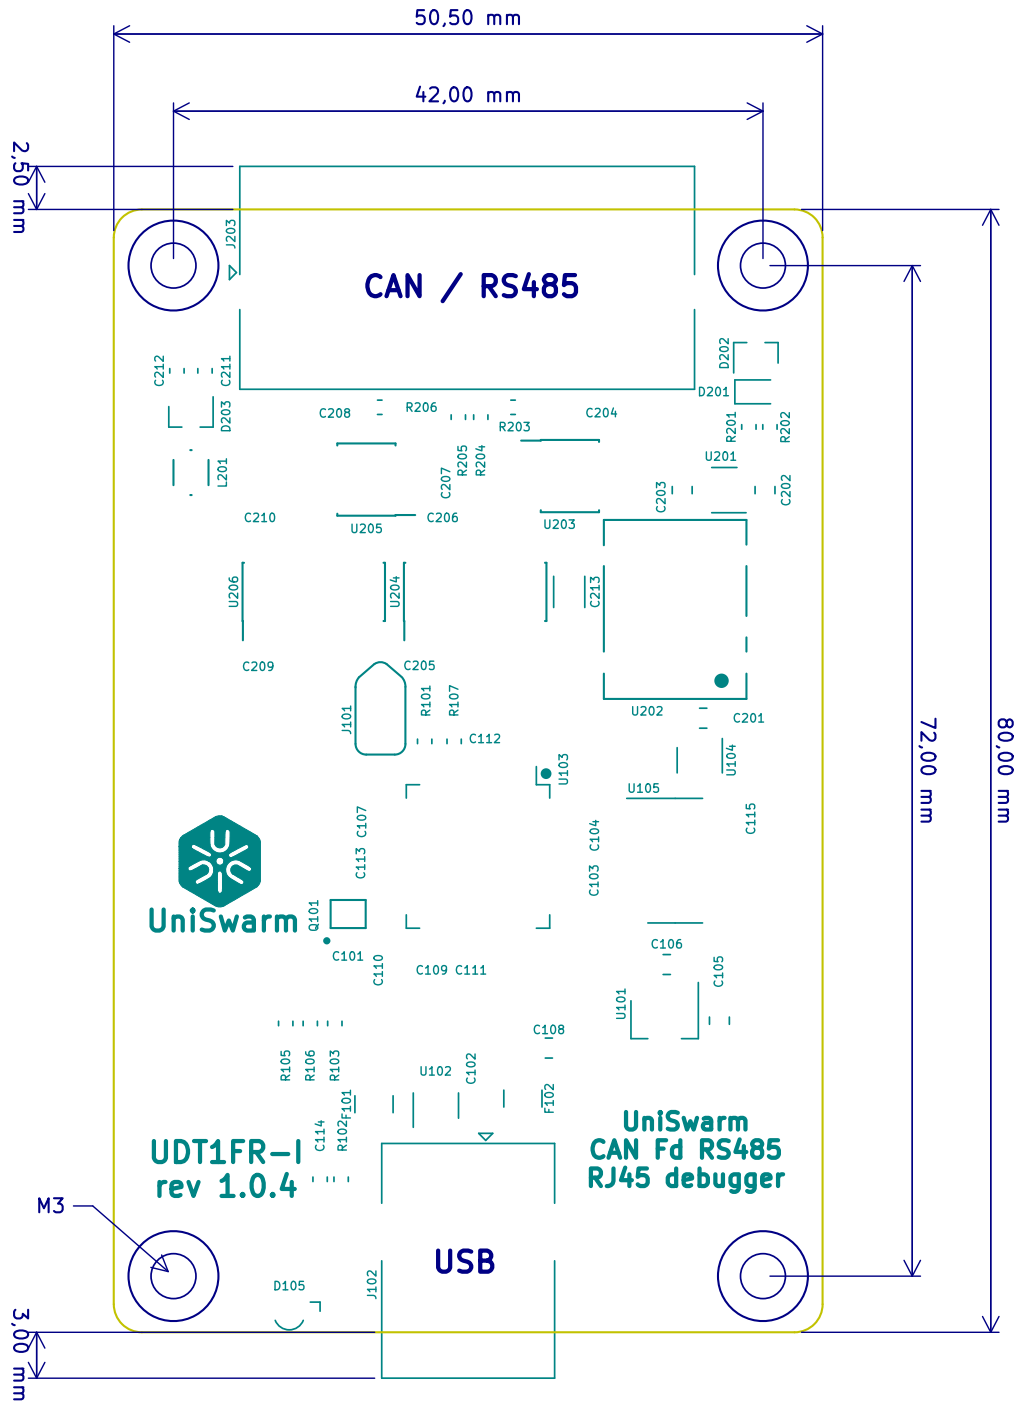 50,50 mm
42,00 mm
2,50 mm
J203
CAN / RS485
C212
C211
D203
D202
D201
C208
R206
C204
R203
R201
R202
L201
R205
R204
C207
U201
C203
C202
C210
U205
C206
U203
U206
U204
C213
C209
C205
U202
C201
J101
R101
R107
C112
U103
U104
U105
72,00 mm
80,00 mm
C107
C113
C104
C103
C115
UniSwarm
Q101
C101
C110
C109
C111
C106
C105
U101
C108
R105
R106
R103
U102
C102
F101
F102
C114
R102
UniSwarm
CAN Fd RS485
RJ45 debugger
UDT1FR-I
rev 1.0.4
M3
USB
D105
J102
3,00 mm